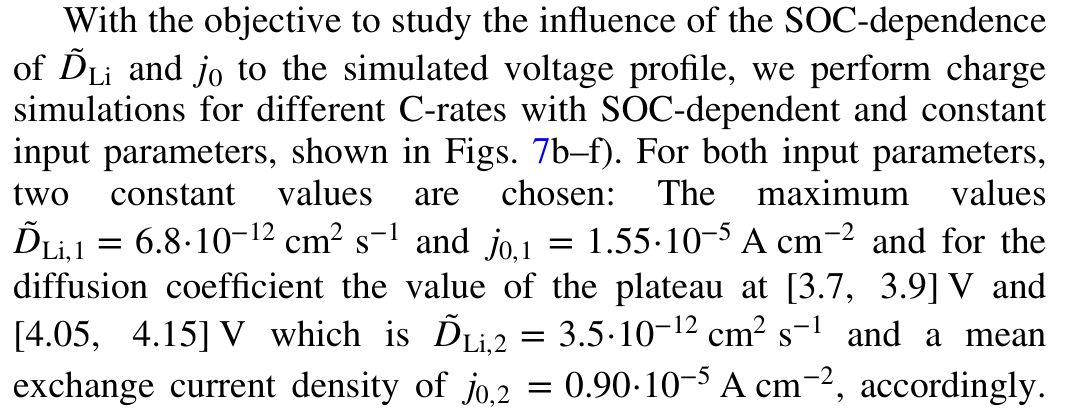 With the objective to study the influence of the SOC-dependence
of D̃Li and j0 to the simulated voltage profile, we perform charge
simulations for different C-rates with SOC-dependent and constant
input parameters, shown in Figs. 7b–f). For both input parameters,
two constant values are chosen: The maximum values
D̃Li,1 = 6.8·10−12 cm2 s−1 and j0,1 = 1.55·10−5 A cm−2 and for the
diffusion coefficient the value of the plateau at [3.7, 3.9] V and
[4.05, 4.15] V which is D̃Li,2 = 3.5·10−12 cm2 s−1 and a mean
exchange current density of j0,2 = 0.90·10−5 A cm−2, accordingly.